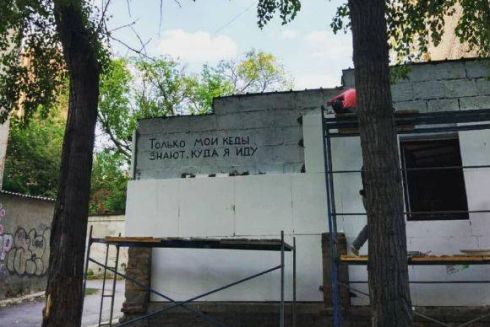 Только мои кеды
знают, куда я иду